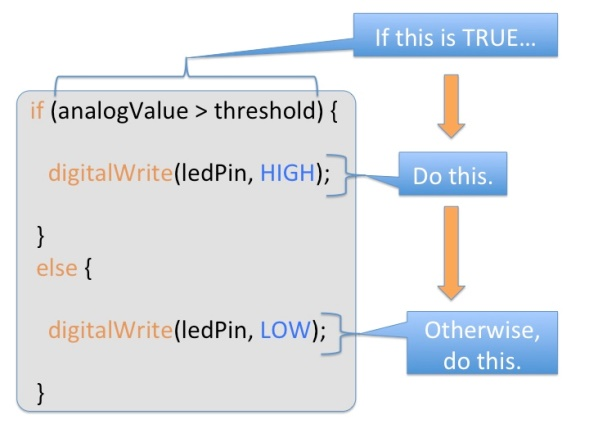 If this is TRUE...
if (analogValue > threshold) {
digitalWrite(ledPin, HIGH);
Do this.
}
else {
digitalWrite(ledPin, LOW);
Otherwise,
do this.
}